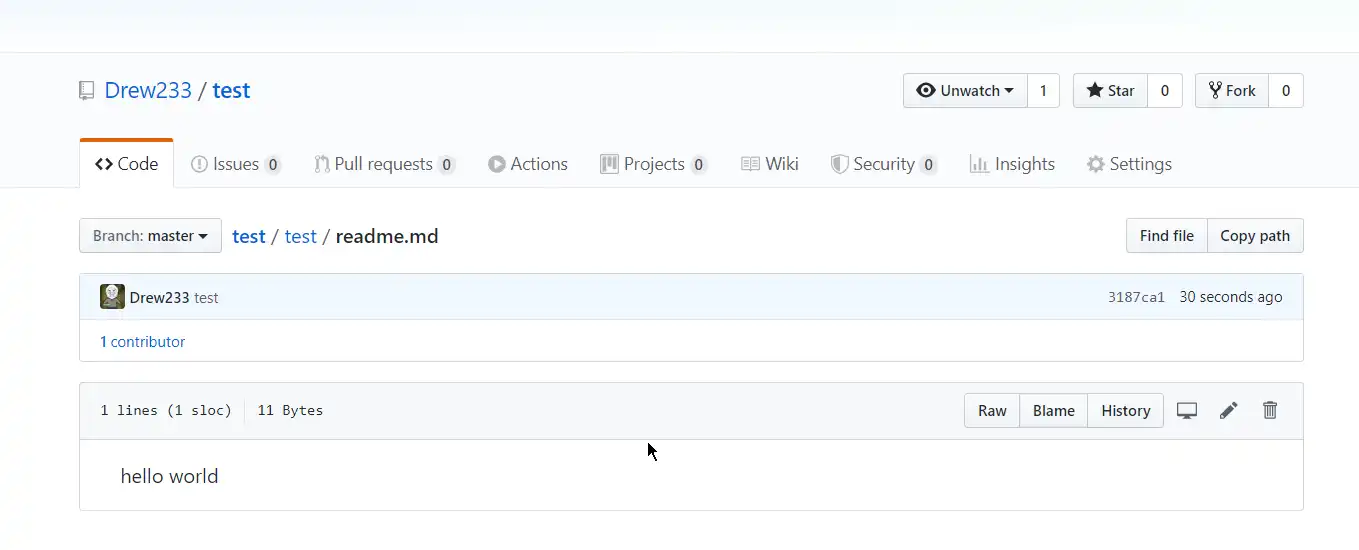 Drew233 / test Unwatch 1 Star 0 Fork 0
Code Issues 0 Pull requests 0 Actions Projects 0 Wiki Security 0 Insights Settings
Branch: master test / test / readme.md Find file Copy path
Drew233 test 3187ca1 30 seconds ago
1 contributor
1 lines (1 sloc) 11 Bytes Raw Blame History
hello world